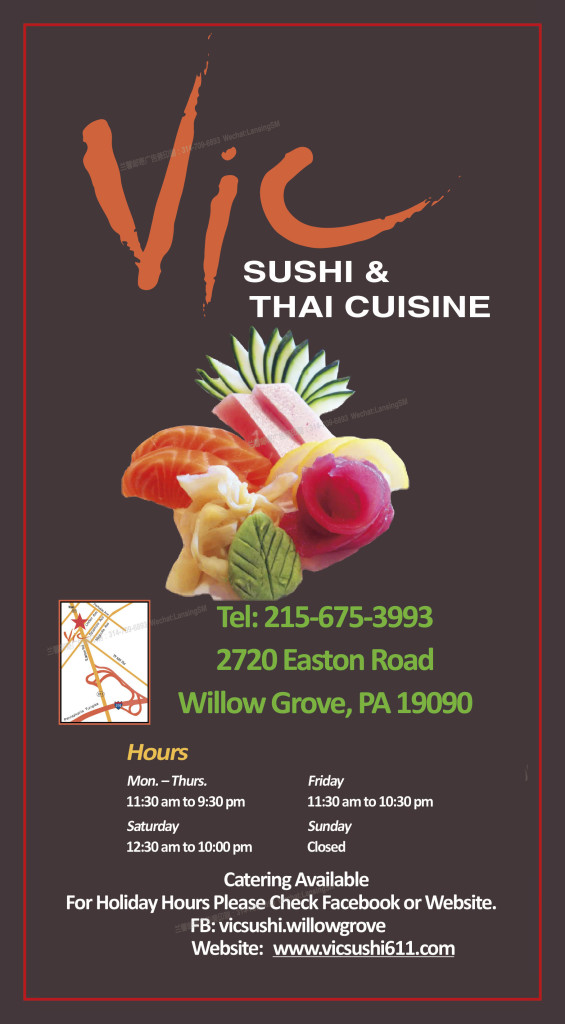 Vic
SUSHI &
THAI CUISINE
Tel: 215-675-3993
2720 Easton Road
Willow Grove, PA 19090
Vic
Hours
Mon. – Thurs.
11:30 am to 9:30 pm
Friday
11:30 am to 10:30 pm
Saturday
12:30 am to 10:00 pm
Sunday
Closed
Catering Available
For Holiday Hours Please Check Facebook or Website.
FB: vicsushi.willowgrove
Website: www.vicsushi611.com